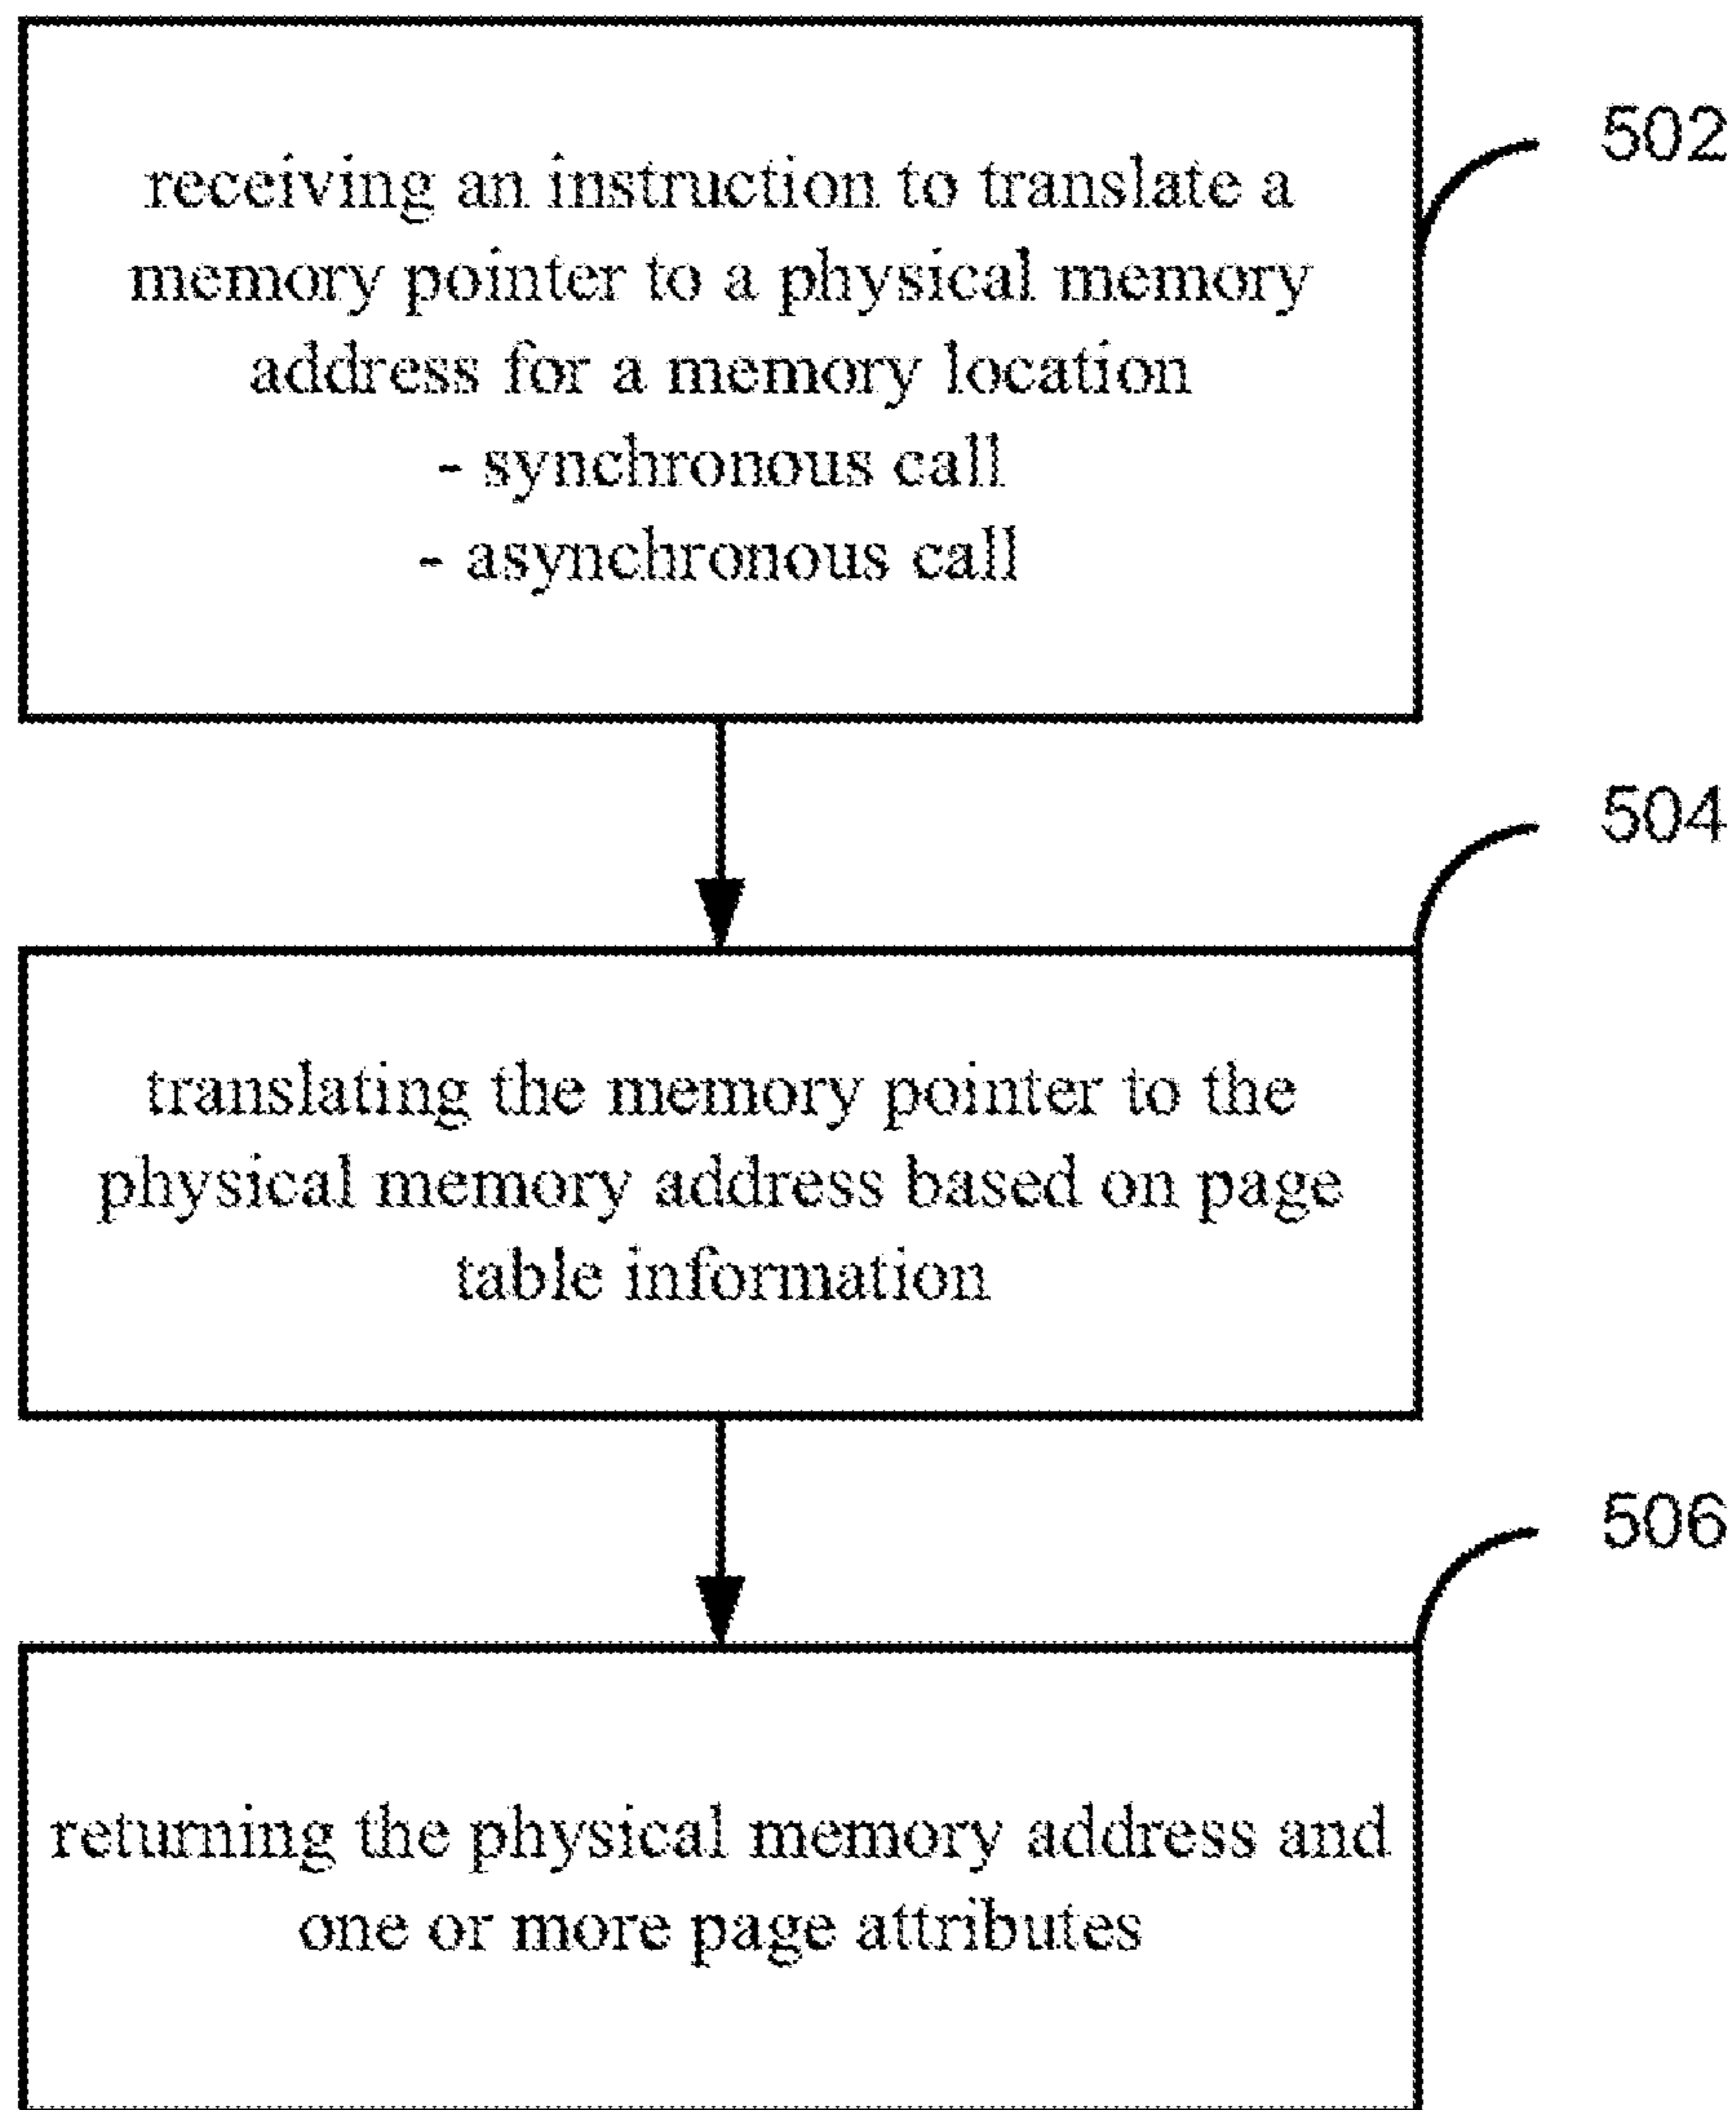 receiving an instruction to translate a
memory pointer to a physical memory
address for a memory location
- synchronous call
- asynchronous call
502
translating the memory pointer to the
physical memory address based on page
table information
504
returning the physical memory address and
one or more page attributes
506